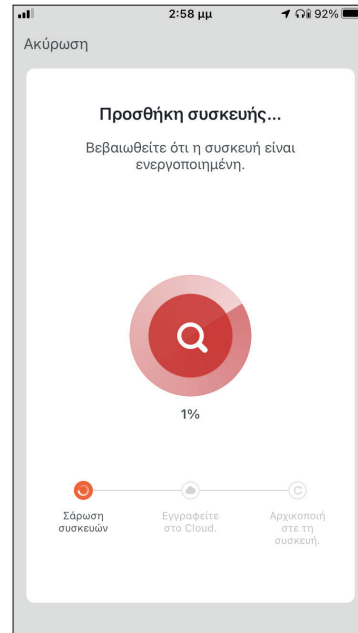 2:58 μμ
92%
Ακύρωση
Προσθήκη συσκευής...
Βεβαιωθείτε ότι η συσκευή είναι
ενεργοποιημένη.
1%
Σάρωση
συσκευών
Εγγραφείτε
στο Cloud.
Αρχικοποιή
στε τη
συσκευή.